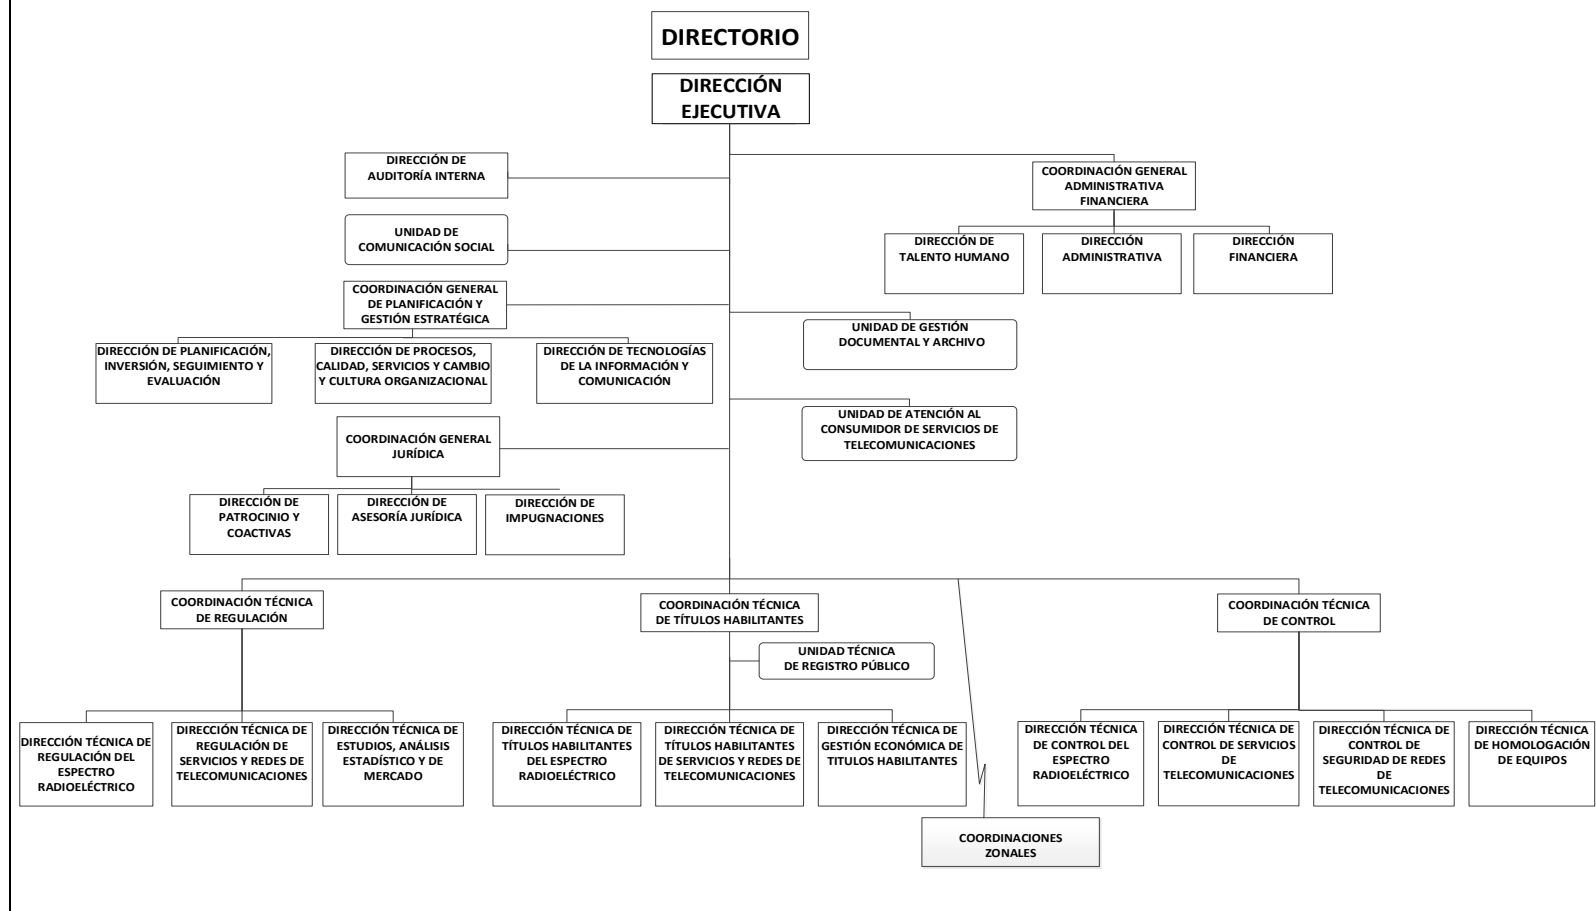 DIRECTORIO
DIRECCIÓN
EJECUTIVA
DIRECCIÓN DE
AUDITORÍA INTERNA
COORDINACIÓN GENERAL
ADMINISTRATIVA
FINANCIERA
UNIDAD DE
COMUNICACIÓN SOCIAL
DIRECCIÓN DE
TALENTO HUMANO
DIRECCIÓN
ADMINISTRATIVA
DIRECCIÓN
FINANCIERA
COORDINACIÓN GENERAL
DE PLANIFICACIÓN Y
GESTIÓN ESTRATÉGICA
UNIDAD DE GESTIÓN
DOCUMENTAL Y ARCHIVO
DIRECCIÓN DE PLANIFICACIÓN,
INVERSIÓN, SEGUIMIENTO Y
EVALUACIÓN
DIRECCIÓN DE PROCESOS,
CALIDAD, SERVICIOS Y CAMBIO
Y CULTURA ORGANIZACIONAL
DIRECCIÓN DE TECNOLOGÍAS
DE LA INFORMACIÓN Y
COMUNICACIÓN
UNIDAD DE ATENCIÓN AL
CONSUMIDOR DE SERVICIOS DE
TELECOMUNICACIONES
COORDINACIÓN GENERAL
JURÍDICA
DIRECCIÓN DE
PATROCINIO Y
COACTIVAS
DIRECCIÓN DE
ASESORÍA JURÍDICA
DIRECCIÓN DE
IMPUGNACIONES
COORDINACIÓN TÉCNICA
DE REGULACIÓN
COORDINACIÓN TÉCNICA
DE TÍTULOS HABILITANTES
COORDINACIÓN TÉCNICA
DE CONTROL
UNIDAD TÉCNICA
DE REGISTRO PÚBLICO
DIRECCIÓN TÉCNICA DE
REGULACIÓN DEL
ESPECTRO
RADIOELÉCTRICO
DIRECCIÓN TÉCNICA DE
REGULACIÓN DE
SERVICIOS Y REDES DE
TELECOMUNICACIONES
DIRECCIÓN TÉCNICA DE
ESTUDIOS, ANÁLISIS
ESTADÍSTICO Y DE
MERCADO
DIRECCIÓN TÉCNICA DE
TÍTULOS HABILITANTES
DEL ESPECTRO
RADIOELÉCTRICO
DIRECCIÓN TÉCNICA DE
TÍTULOS HABILITANTES
DE SERVICIOS Y REDES DE
TELECOMUNICACIONES
DIRECCIÓN TÉCNICA DE
GESTIÓN ECONÓMICA DE
TITULOS HABILITANTES
DIRECCIÓN TÉCNICA
DE CONTROL DEL
ESPECTRO
RADIOELÉCTRICO
DIRECCIÓN TÉCNICA DE
CONTROL DE SERVICIOS
DE
TELECOMUNICACIONES
DIRECCIÓN TÉCNICA DE
CONTROL DE
SEGURIDAD DE REDES
DE
TELECOMUNICACIONES
DIRECCIÓN TÉCNICA
DE HOMOLOGACIÓN
DE EQUIPOS
COORDINACIONES
ZONALES